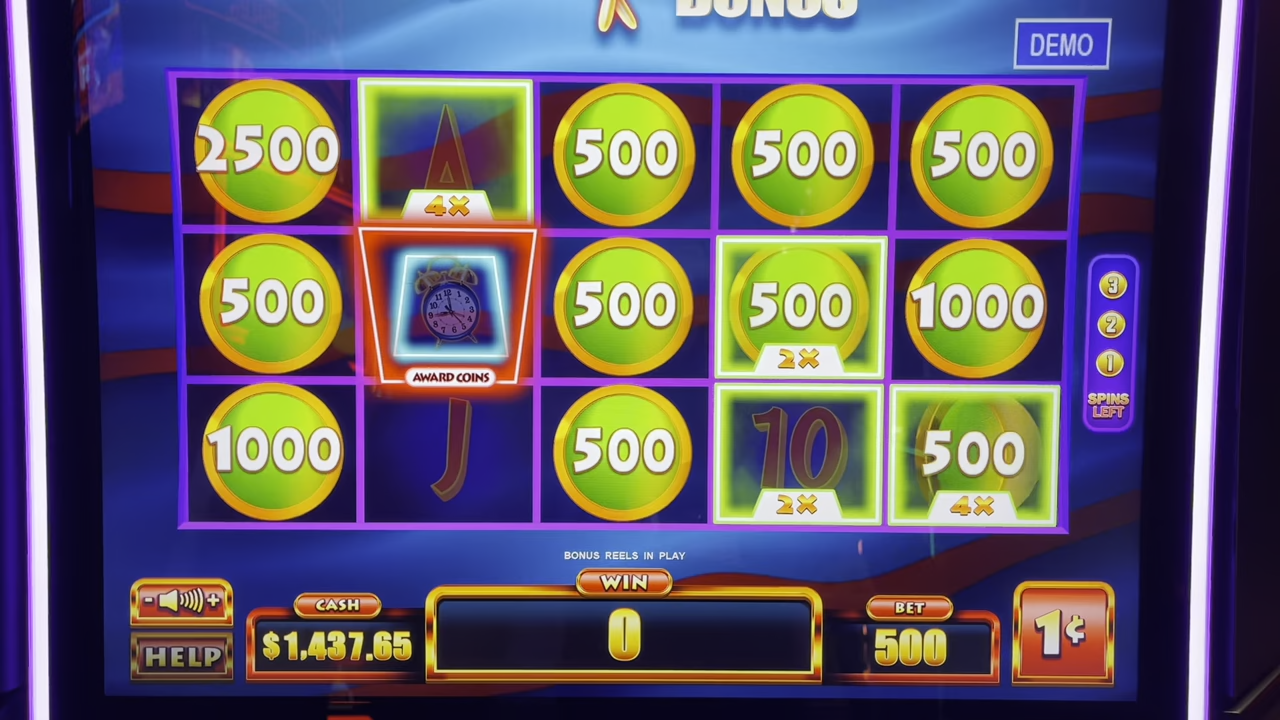 BONUS
DEMO
2500 A 500 500 500
4X
500 500 500 1000
2X
AWARD COINS
1000 J 500 10 500
2X 4X
3
2
1
SPINS
LEFT
BONUS REELS IN PLAY
WIN
0
- +
HELP
CASH
$1,437.65
BET
500
1¢